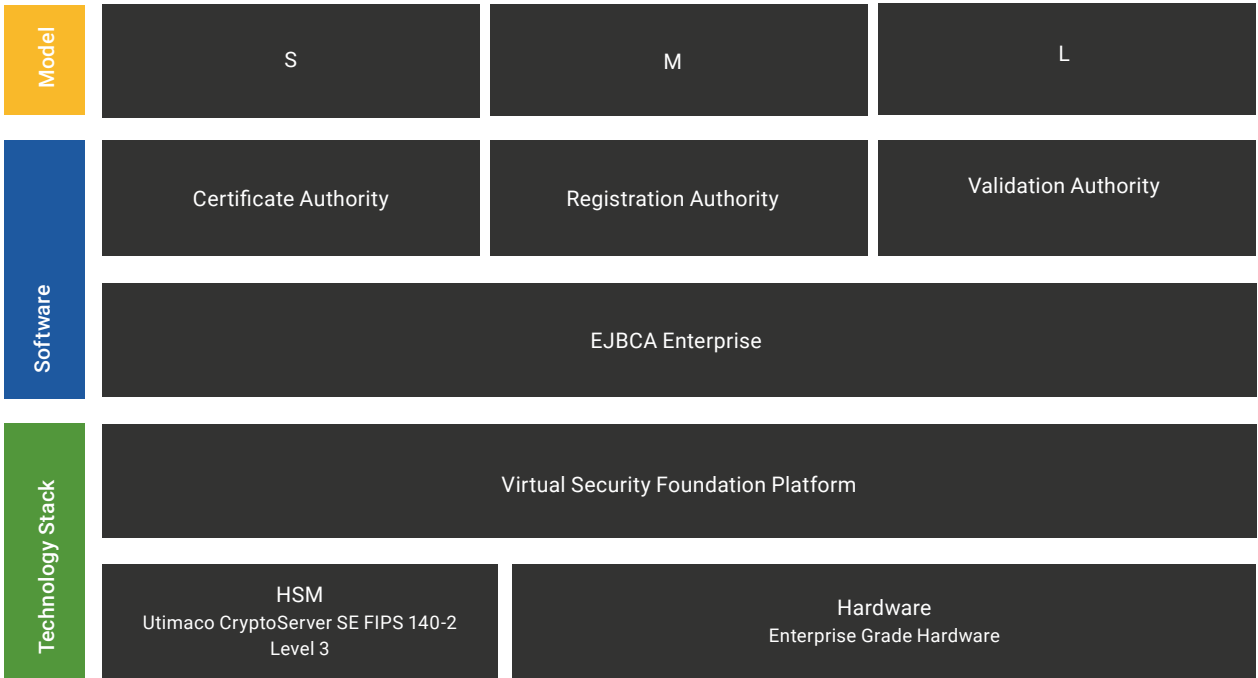 Model
S
M
L
Software
Certificate Authority
Registration Authority
Validation Authority
EJBCA Enterprise
Technology Stack
Virtual Security Foundation Platform
HSM
Utimaco CryptoServer SE FIPS 140-2
Level 3
Hardware
Enterprise Grade Hardware